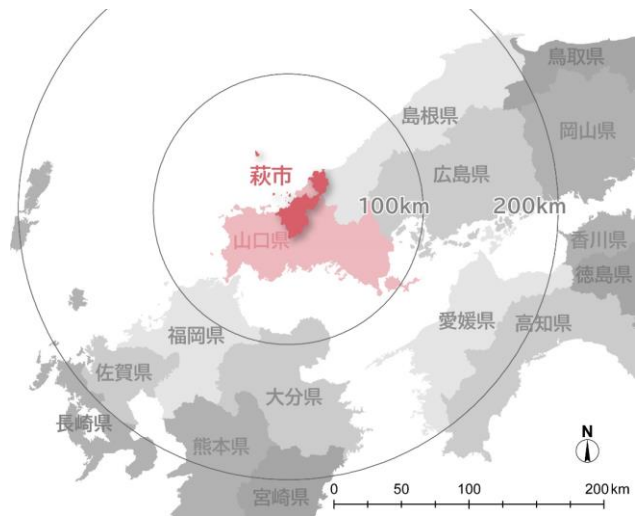 鳥取県
島根県
岡山県
広島県
萩市
100km
200km
山口県
香川県
徳島県
愛媛県
高知県
福岡県
佐賀県
大分県
長崎県
熊本県
宮崎県
N
0 50 100 200 km